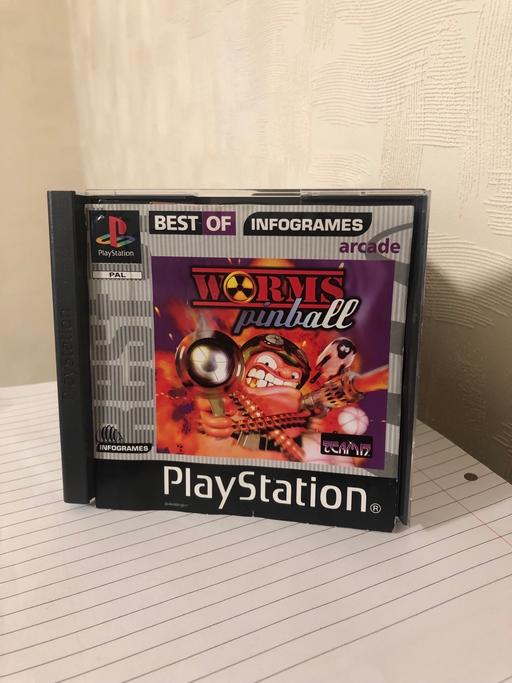 PlayStation
PAL
BEST OF INFOGRAMES
arcade
WORMS
pinball
BEST
TEAM17
INFOGRAMES
PlayStation®
PlayStation